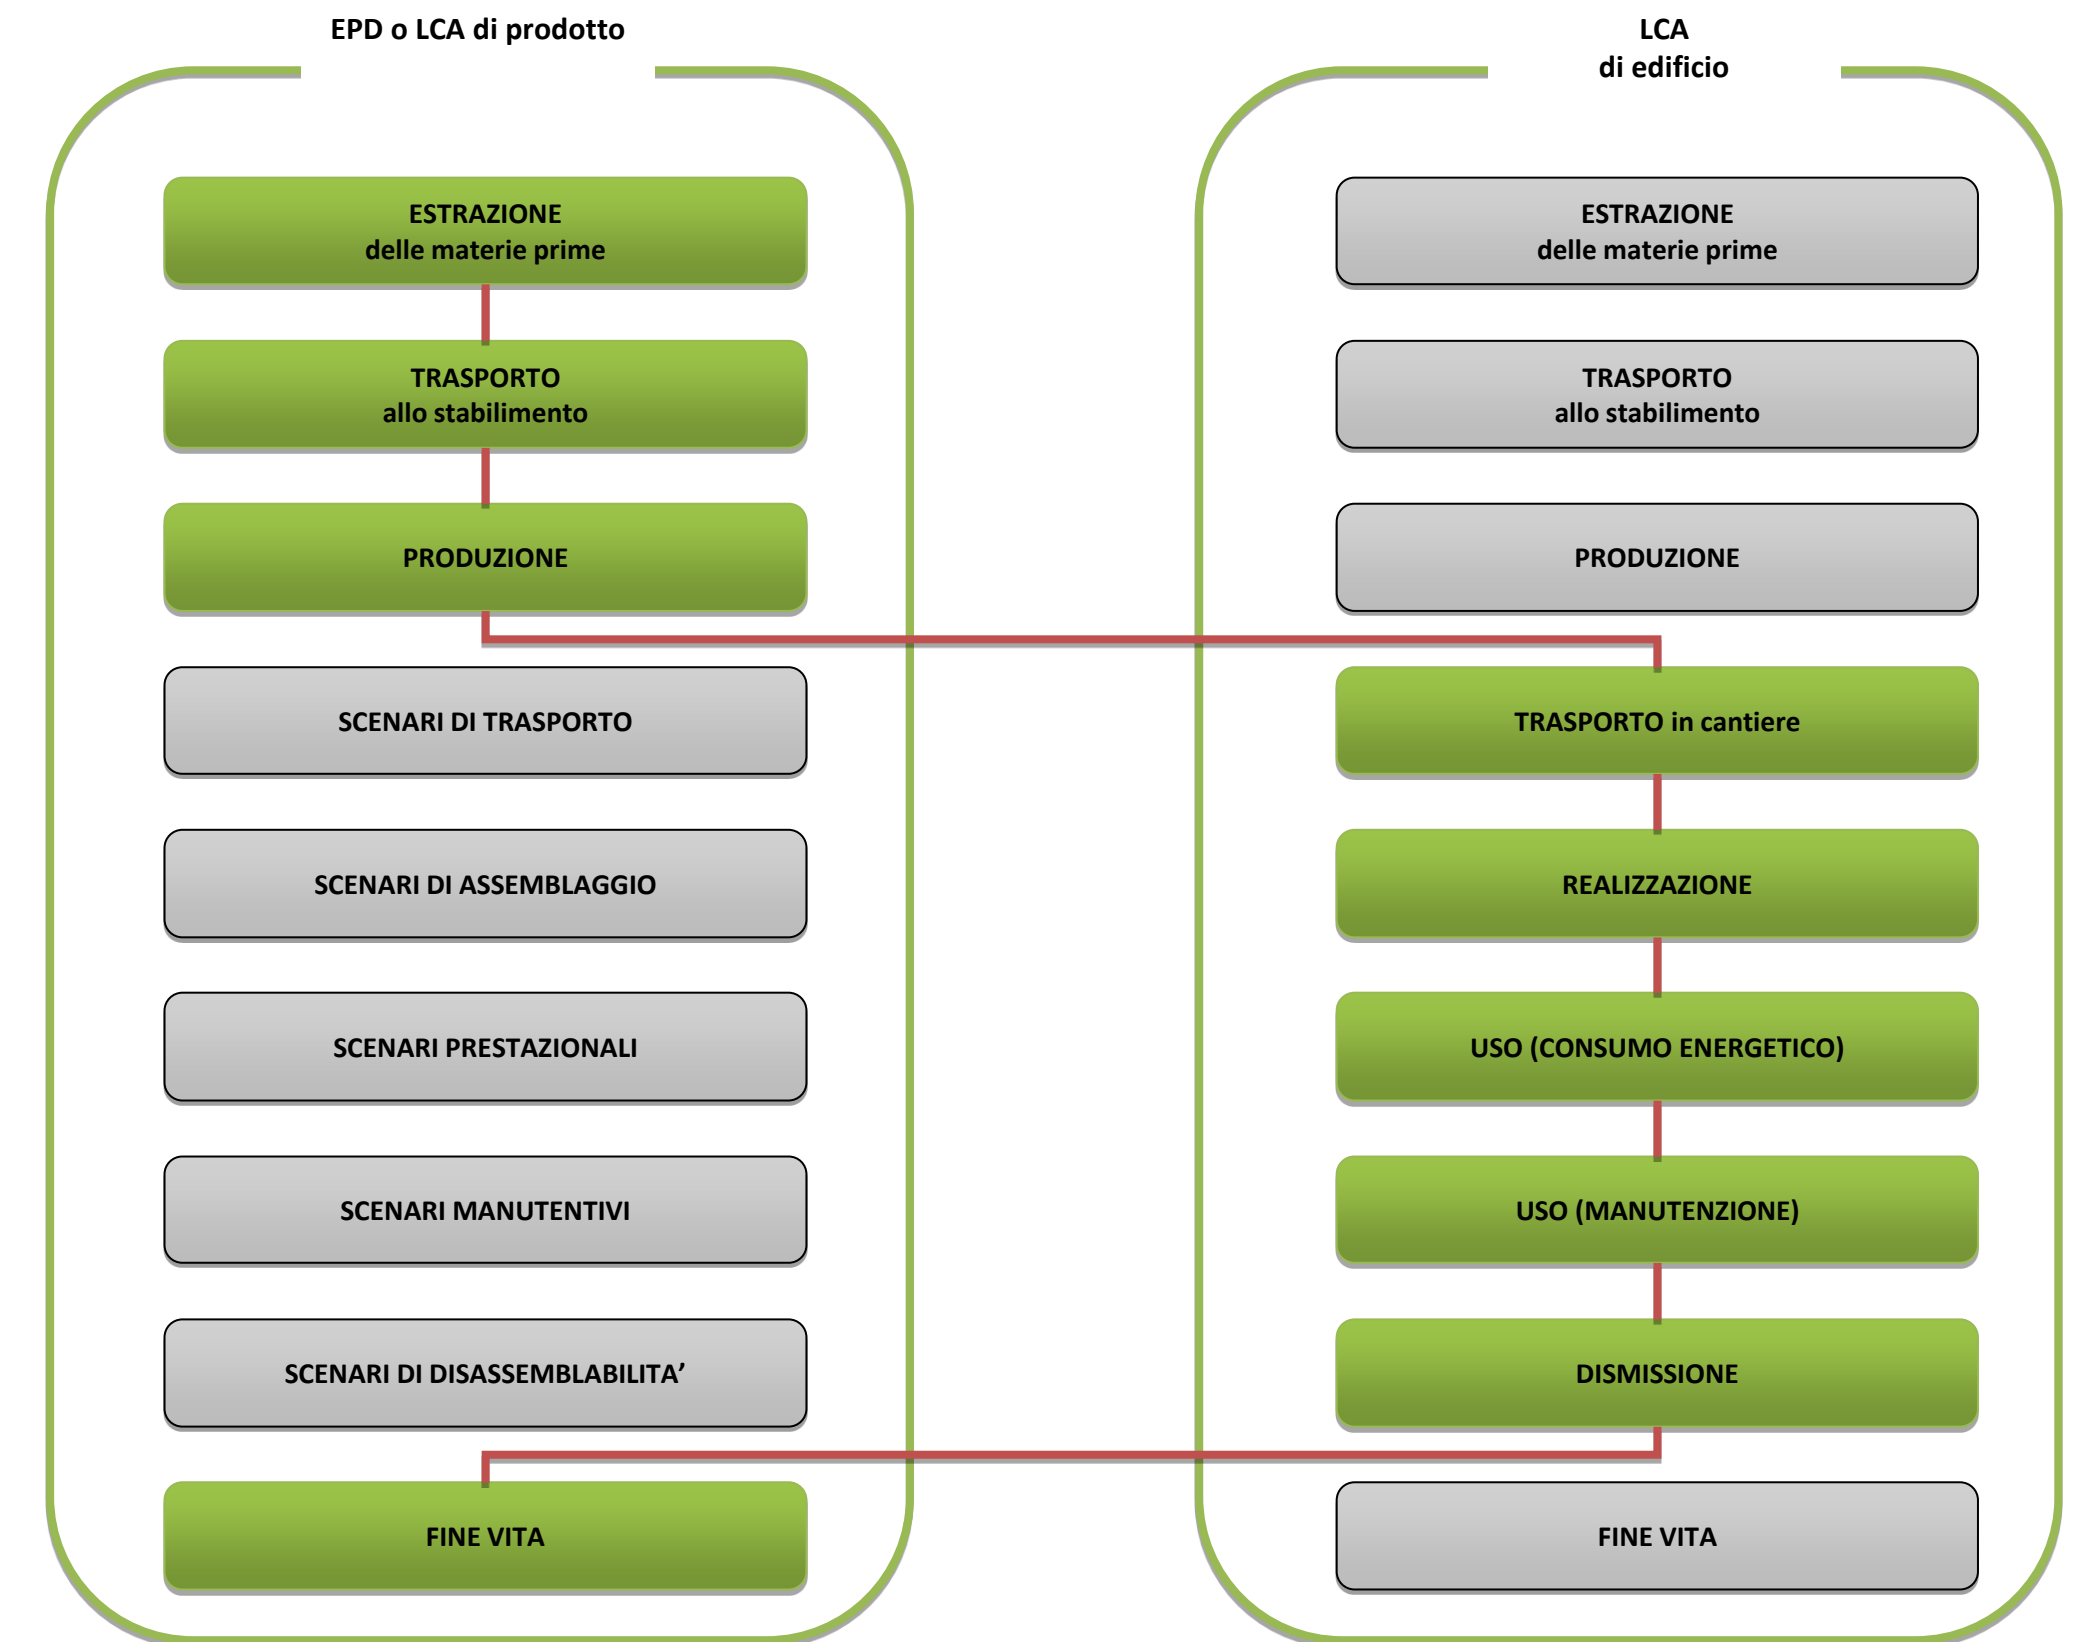 EPD o LCA di prodotto
ESTRAZIONE
delle materie prime
TRASPORTO
allo stabilimento
PRODUZIONE
SCENARI DI TRASPORTO
SCENARI DI ASSEMBLAGGIO
SCENARI PRESTAZIONALI
SCENARI MANUTENTIVI
SCENARI DI DISASSEMBLABILITA’
FINE VITA
LCA
di edificio
ESTRAZIONE
delle materie prime
TRASPORTO
allo stabilimento
PRODUZIONE
TRASPORTO in cantiere
REALIZZAZIONE
USO (CONSUMO ENERGETICO)
USO (MANUTENZIONE)
DISMISSIONE
FINE VITA